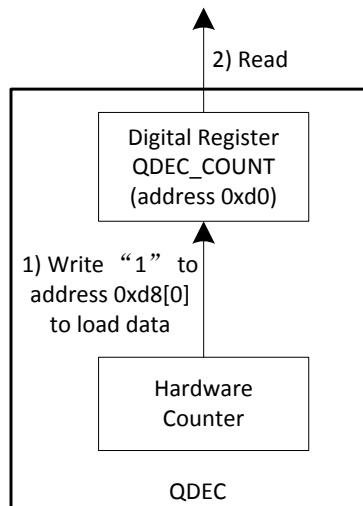 2) Read
Digital Register
QDEC_COUNT
(address 0xd0)
1) Write “1” to
address 0xd8[0]
to load data
Hardware
Counter
QDEC